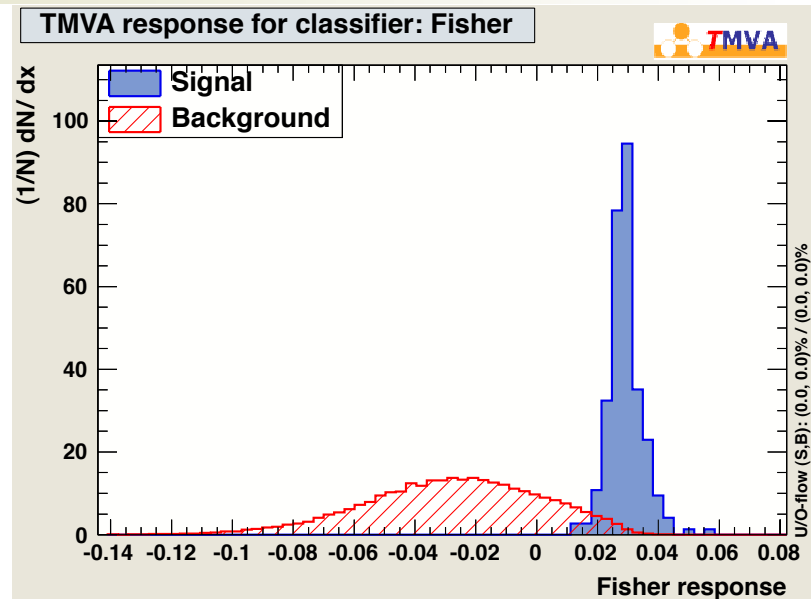 TMVA response for classifier: Fisher
TMVA
Signal
Background
(1/N) dN/ dx
100
80
60
40
20
0
-0.14 -0.12 -0.1 -0.08 -0.06 -0.04 -0.02 0 0.02 0.04 0.06 0.08
Fisher response
U/O-flow (S,B): (0.0, 0.0)% / (0.0, 0.0)%